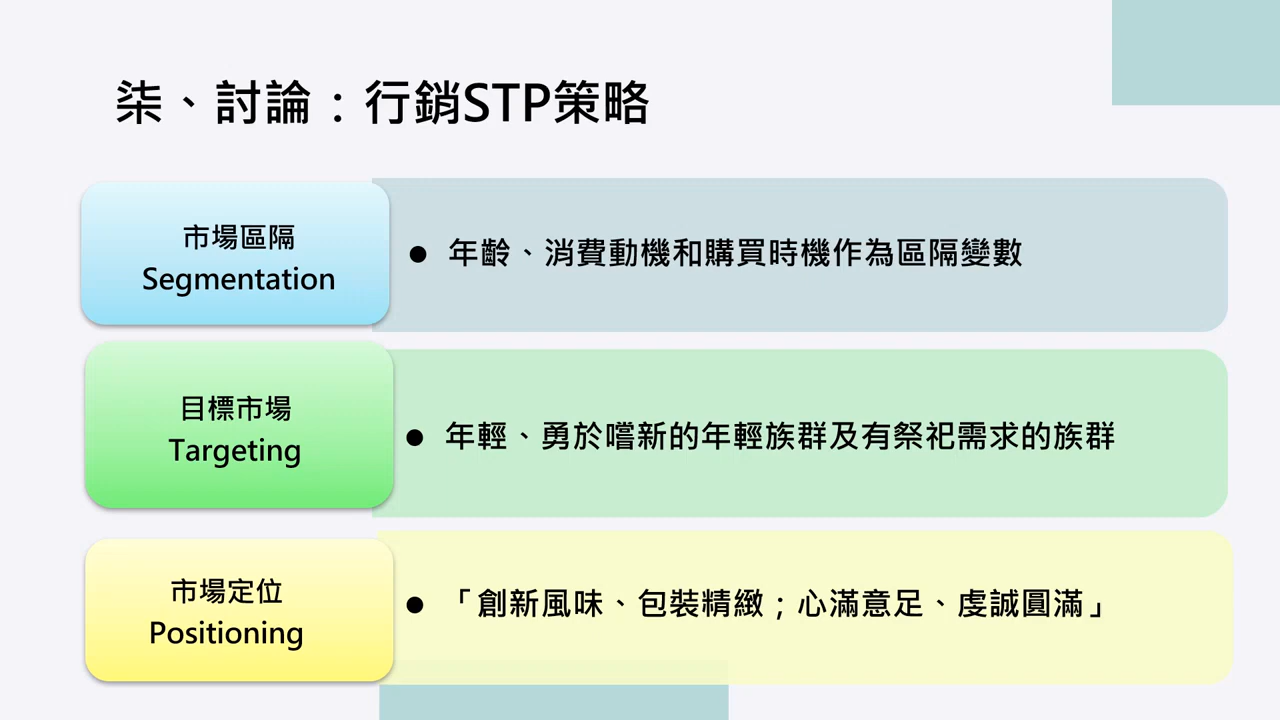 柒、討論：行銷STP策略
市場區隔
Segmentation
● 年齡、消費動機和購買時機作為區隔變數
目標市場
Targeting
● 年輕、勇於嚐新的年輕族群及有祭祀需求的族群
市場定位
Positioning
● 「創新風味、包裝精緻；心滿意足、虔誠圓滿」